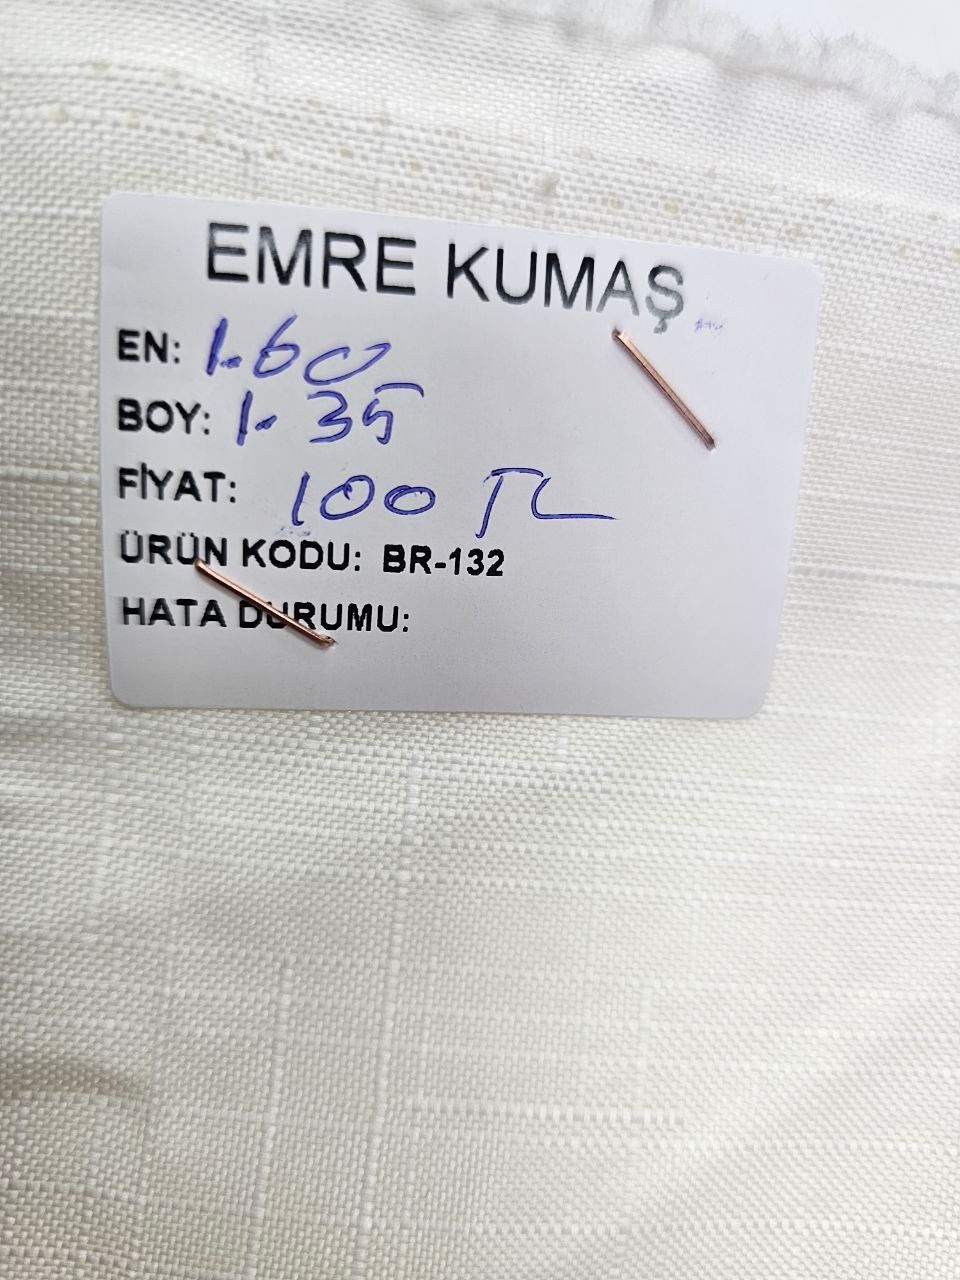 EMRE KUMAŞ
EN: 1.60
BOY: 1.35
FİYAT: 100 TL
ÜRÜN KODU: BR-132
HATA DURUMU: